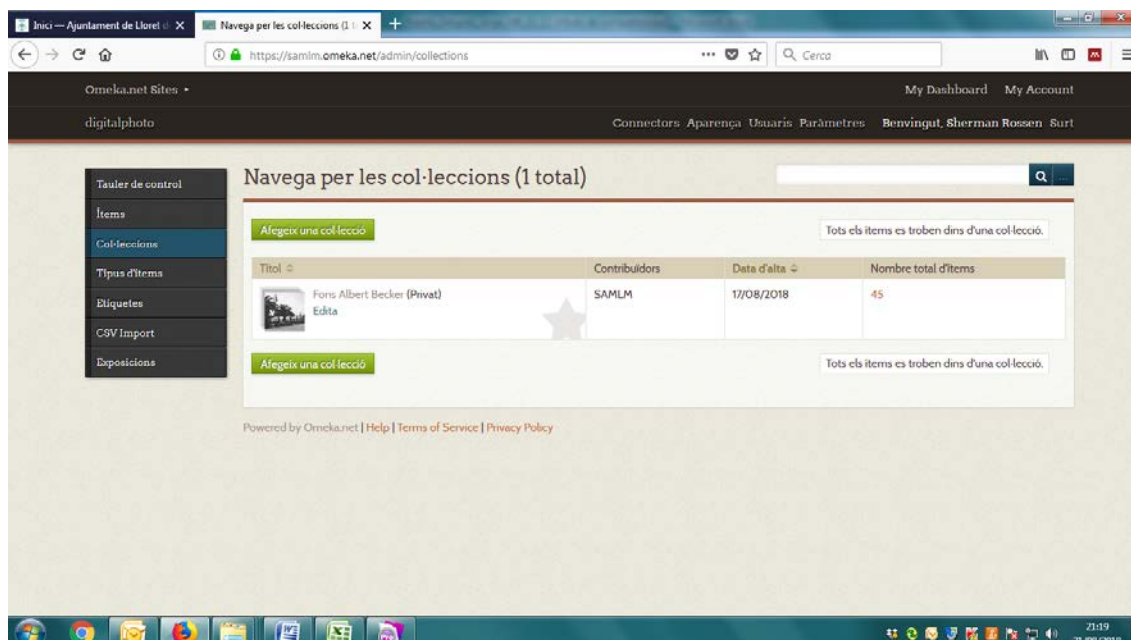 Inici — Ajuntament de Lloret d
Navega per les col·leccions (1 t
https://samlm.omeka.net/admin/collections
Cerca
Omeka.net Sites
My Dashboard My Account
digitalphoto
Connectors Aparença Usuaris Paràmetres Benvingut, Sherman Rossen Surt
Tauler de control
Ítems
Col·leccions
Tipus d'ítems
Etiquetes
CSV Import
Exposicions
Navega per les col·leccions (1 total)
Afegeix una col·lecció
Tots els ítems es troben dins d'una col·lecció.
Títol Contribuïdors Data d'alta Nombre total d'ítems
Fons Albert Becker (Privat) SAMLM 17/08/2018 45
Edita
Afegeix una col·lecció
Tots els ítems es troben dins d'una col·lecció.
Powered by Omeka.net | Help | Terms of Service | Privacy Policy
21:19